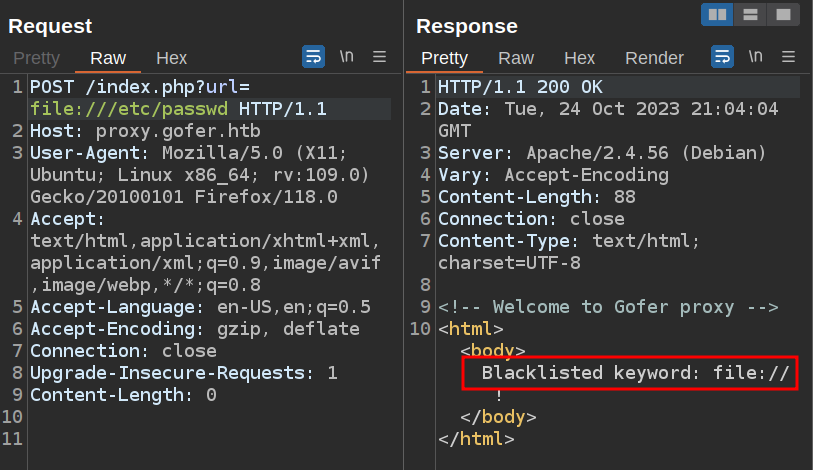 Request
Pretty Raw Hex \n
1 POST /index.php?url=
file:///etc/passwd HTTP/1.1
2 Host: proxy.gofer.htb
3 User-Agent: Mozilla/5.0 (X11;
Ubuntu; Linux x86_64; rv:109.0)
Gecko/20100101 Firefox/118.0
4 Accept:
text/html,application/xhtml+xml,
application/xml;q=0.9,image/avif
,image/webp,*/*;q=0.8
5 Accept-Language: en-US,en;q=0.5
6 Accept-Encoding: gzip, deflate
7 Connection: close
8 Upgrade-Insecure-Requests: 1
9 Content-Length: 0
10
11
Response
Pretty Raw Hex Render \n
1 HTTP/1.1 200 OK
2 Date: Tue, 24 Oct 2023 21:04:04
GMT
3 Server: Apache/2.4.56 (Debian)
4 Vary: Accept-Encoding
5 Content-Length: 88
6 Connection: close
7 Content-Type: text/html;
charset=UTF-8
8
9 <!-- Welcome to Gofer proxy -->
10 <html>
<body>
Blacklisted keyword: file://
!
</body>
</html>